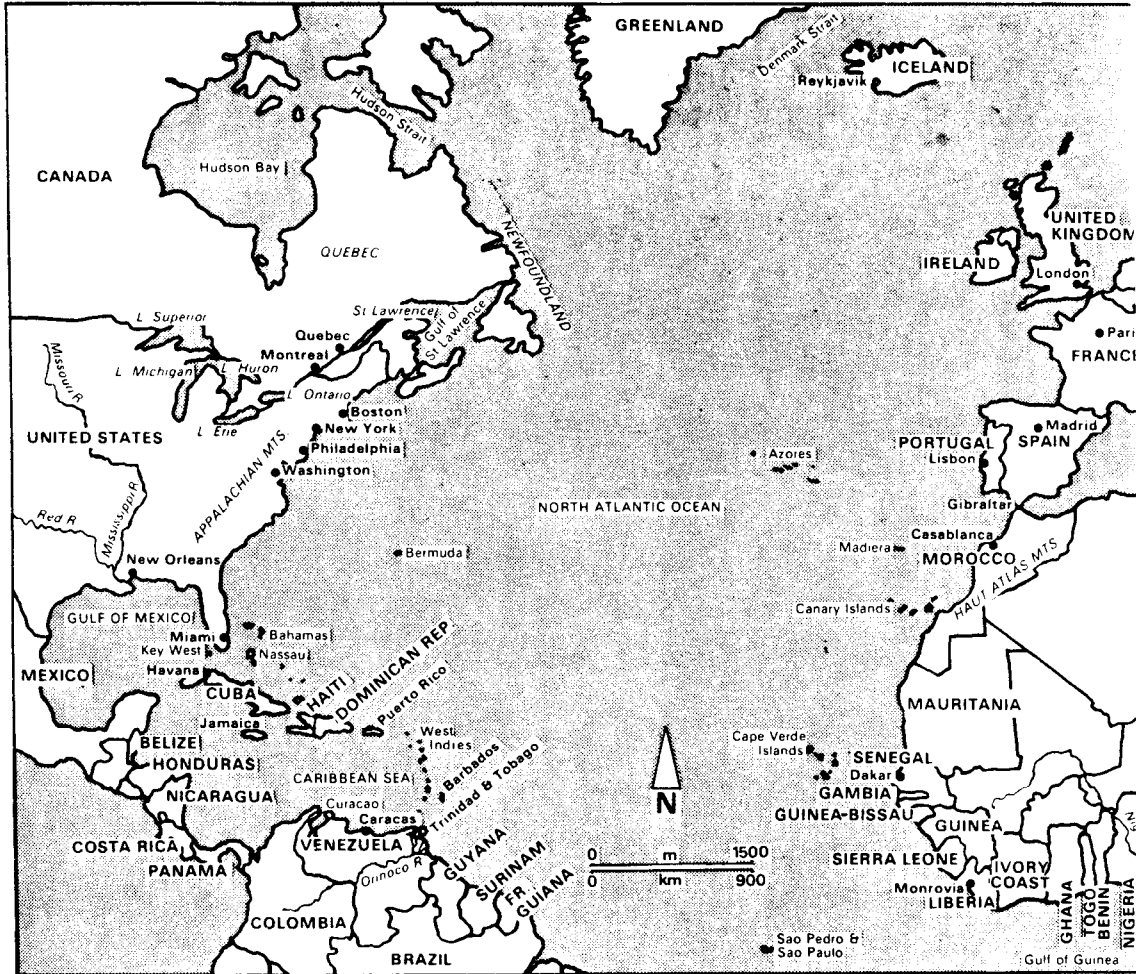 GREENLAND
Denmark Strait
ICELAND
Reykjavik
Hudson Strait
Hudson Bay
CANADA
UNITED
KINGDOM
IRELAND
London
QUEBEC
NEWFOUNDLAND
St Lawrence
Gulf of
St Lawrence
L Superior
Quebec
Montreal
L Michigan
L Huron
L Ontario
L Erie
Missouri R
Pari
FRANCE
Boston
New York
Philadelphia
Washington
UNITED STATES
APPALACHIAN MTS.
Mississippi R
Red R
New Orleans
Madrid
PORTUGAL
SPAIN
Lisbon
Azores
NORTH ATLANTIC OCEAN
Gibraltar
Casablanca
MOROCCO
HAUT ATLAS MTS
Madiera
Bermuda
Canary Islands
GULF OF MEXICO
Miami
Key West
Bahamas
Nassau
Havana
MEXICO
CUBA
HAITI
DOMINICAN REP.
Puerto Rico
Jamaica
MAURITANIA
West
Indies
Cape Verde
Islands
BELIZE
HONDURAS
CARIBBEAN SEA
Barbados
Trinidad & Tobago
NICARAGUA
Curacao
Caracas
SENEGAL
Dakar
GAMBIA
GUINEA-BISSAU
N
GUINEA
COSTA RICA
PANAMA
VENEZUELA
Orinoco R
GUYANA
SURINAM
FR
GUIANA
0 m 1500
0 km 900
SIERRA LEONE
IVORY
COAST
Monrovia
LIBERIA
GHANA
TOGO
BENIN
NIGERIA
COLOMBIA
BRAZIL
Sao Pedro &
Sao Paulo
Gulf of Guinea